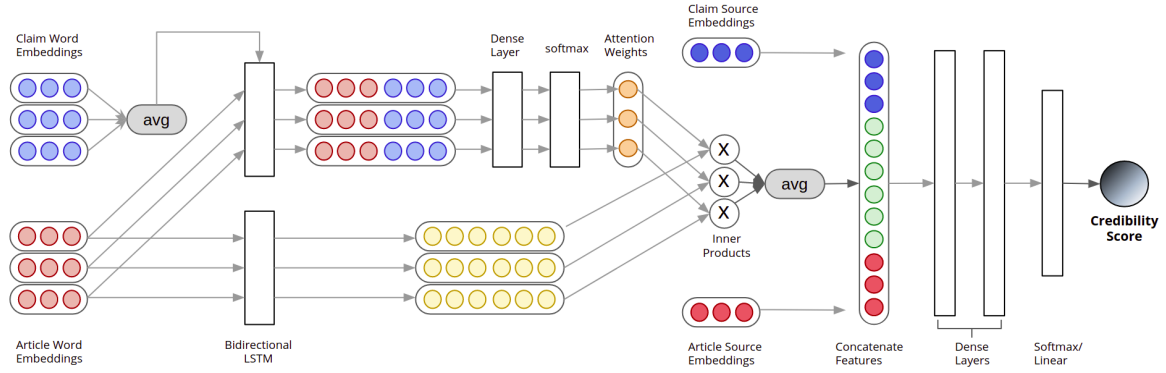 Claim Word
Embeddings
avg
Dense
Layer
softmax
Attention
Weights
Claim Source
Embeddings
X
X
X
avg
Inner
Products
Credibility
Score
Article Word
Embeddings
Bidirectional
LSTM
Article Source
Embeddings
Concatenate
Features
Dense
Layers
Softmax/
Linear